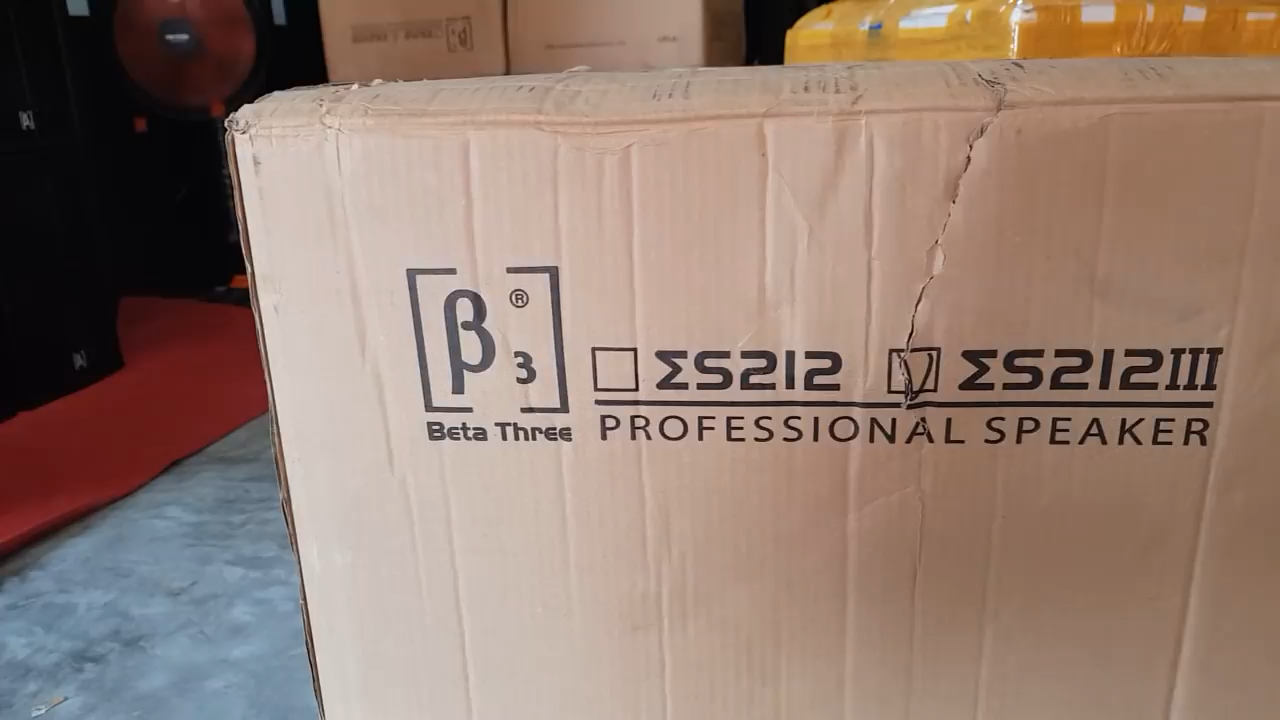 β3®
Beta Three
☐ ΣS212 ☑ ΣS212III
PROFESSIONAL SPEAKER